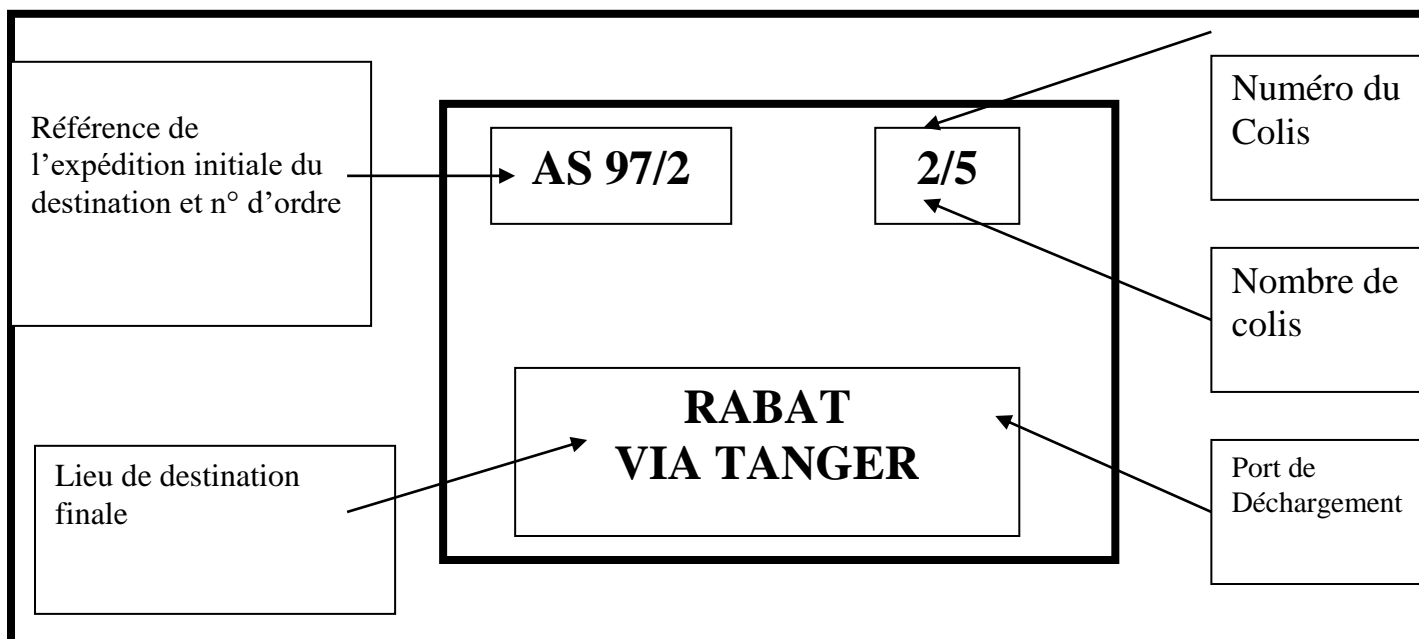 Référence de
l’expédition initiale du
destination et n° d’ordre
AS 97/2
2/5
Numéro du
Colis
Nombre de
colis
RABAT
VIA TANGER
Lieu de destination
finale
Port de
Déchargement